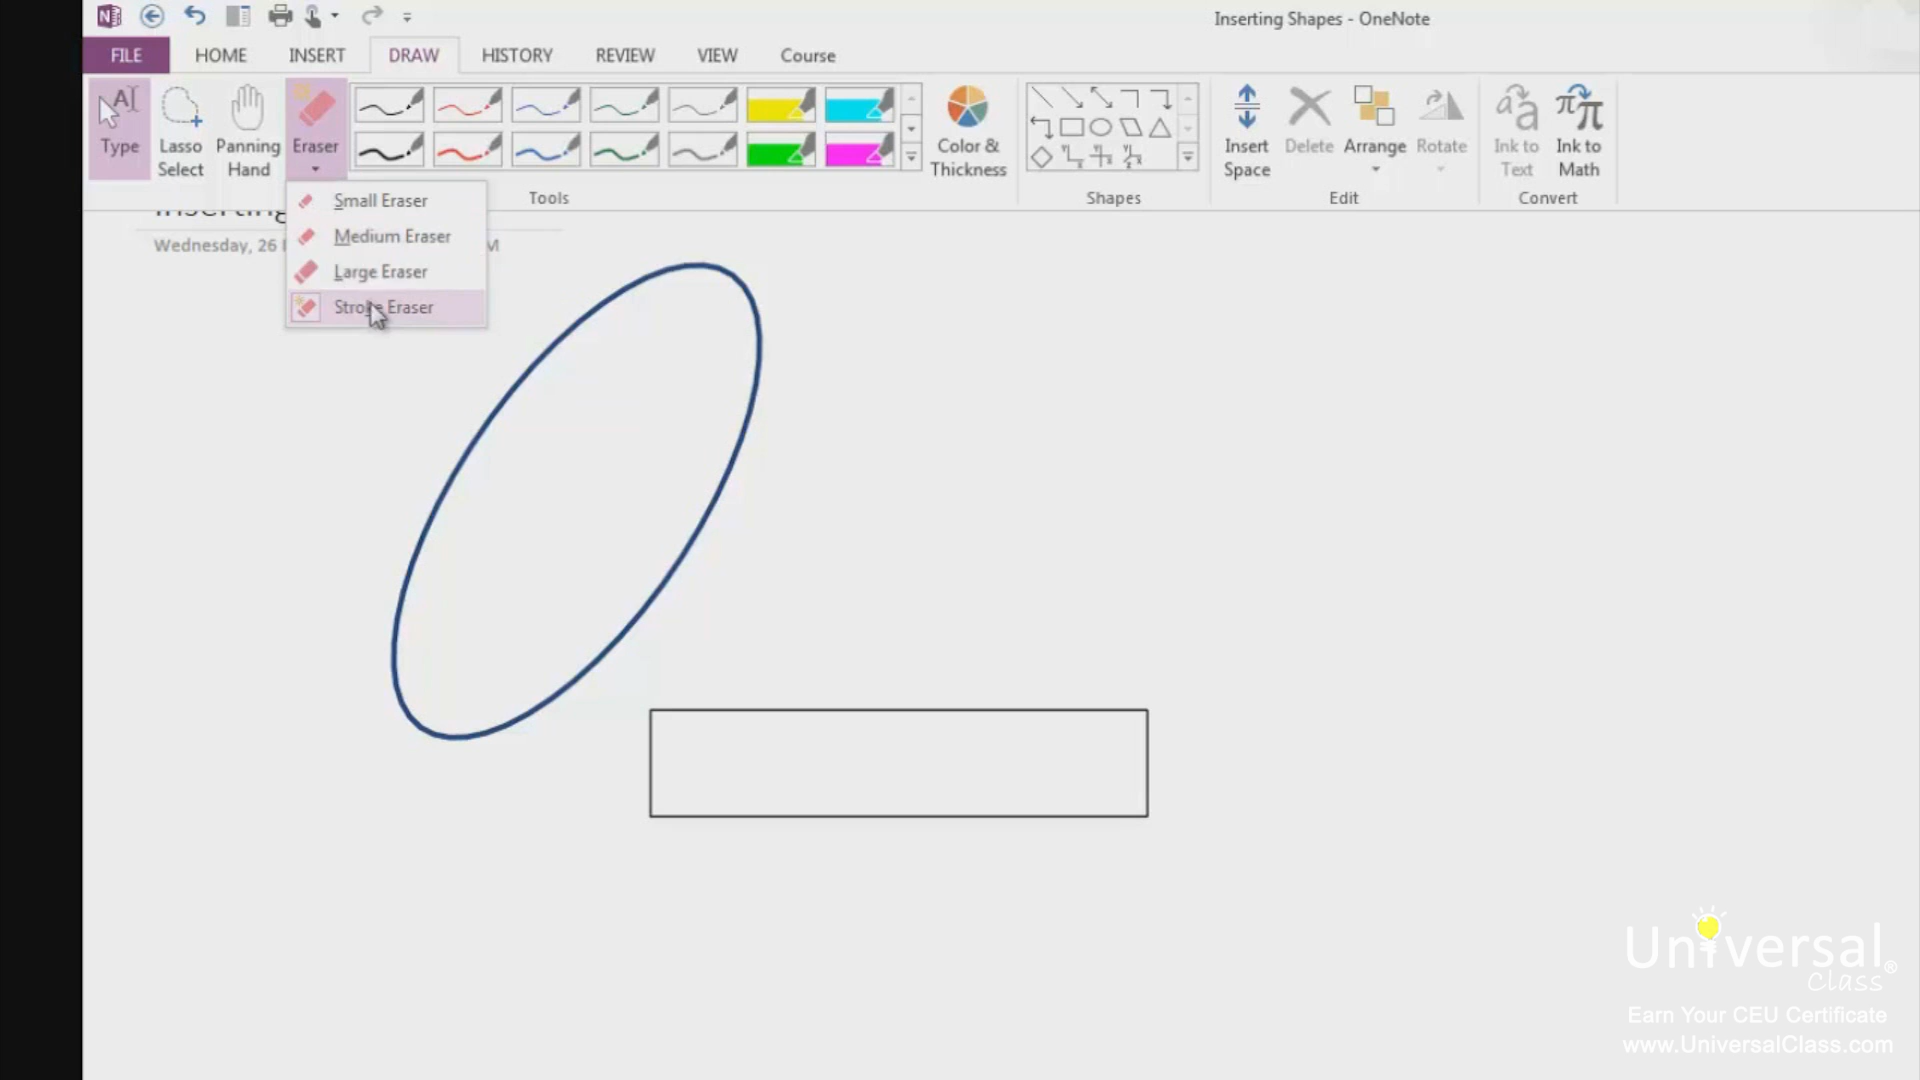 Inserting Shapes - OneNote
FILE HOME INSERT DRAW HISTORY REVIEW VIEW Course
Type
Lasso
Select
Panning
Hand
Eraser
Color &
Thickness
Insert
Space
Delete
Arrange
Rotate
Ink to
Text
Ink to
Math
Tools
Shapes
Edit
Convert
Small Eraser
Medium Eraser
Large Eraser
Stroke Eraser
Inserting
Wednesday, 26
M
Universal®
Class
Earn Your CEU Certificate
www.UniversalClass.com